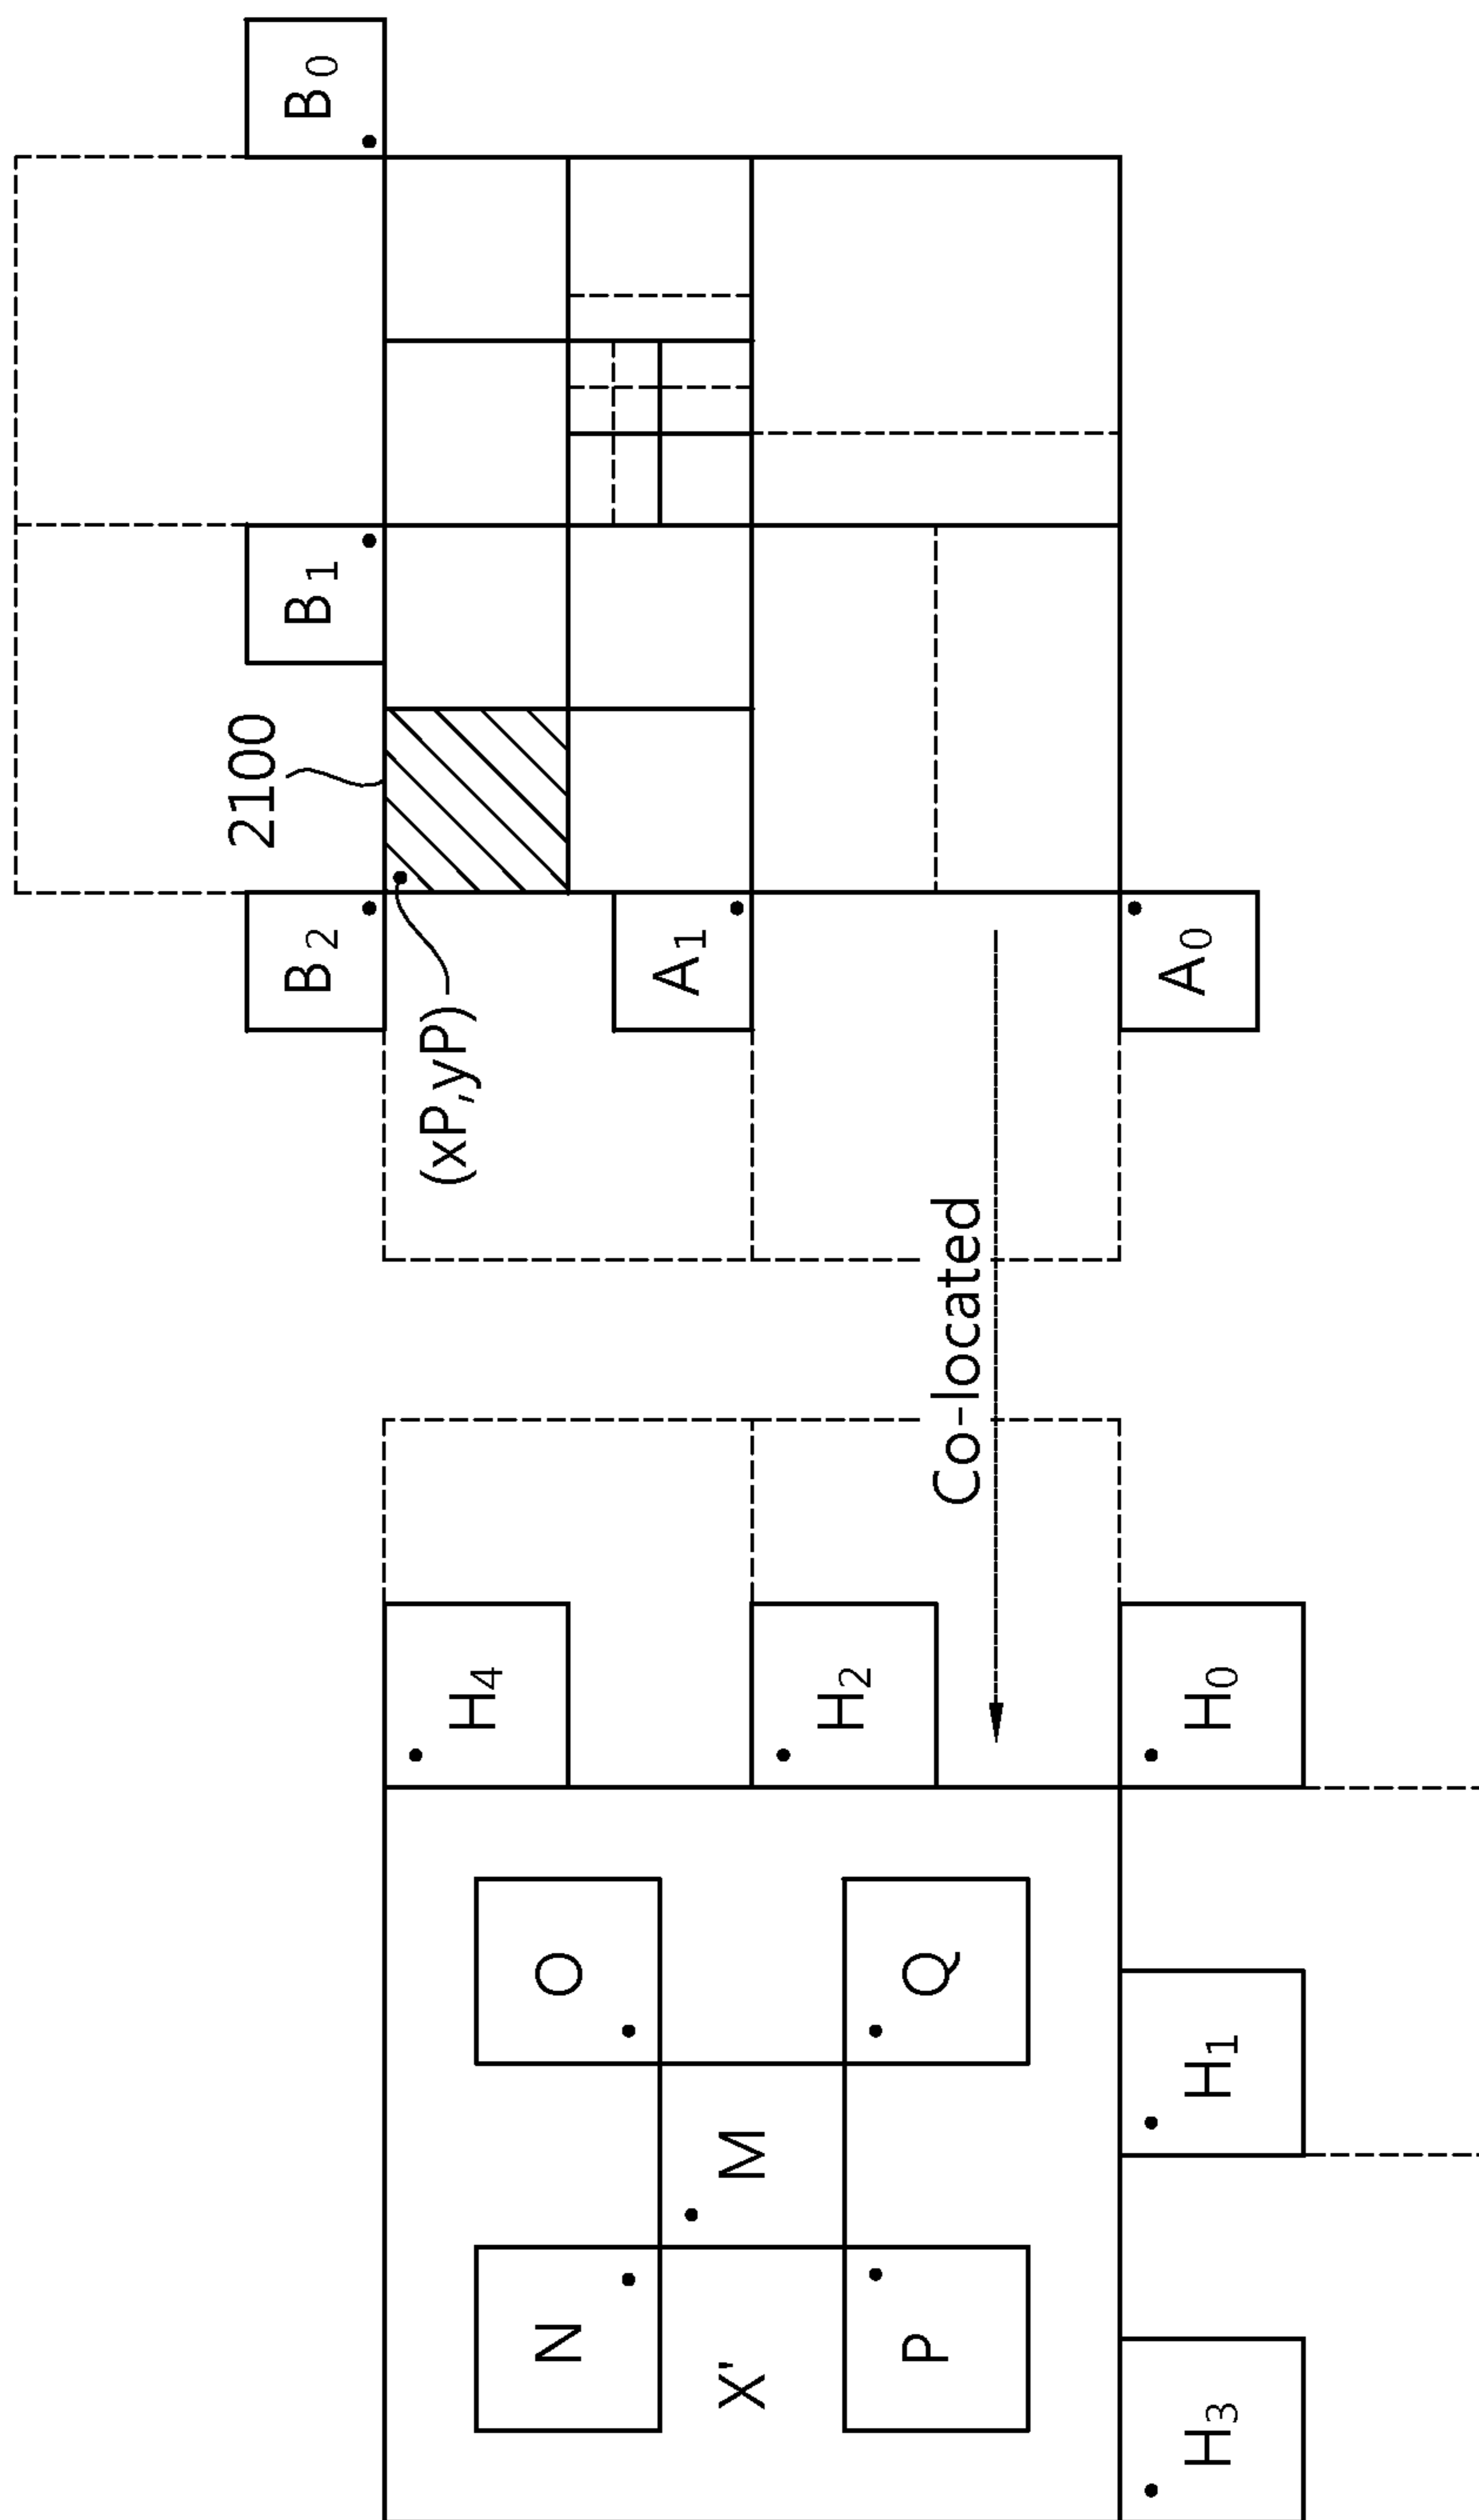 B0
B1
B2
2100
(xP,yP)
A1
A0
Co-located
H4
H2
H0
O
Q
M
H1
N
X'
P
H3